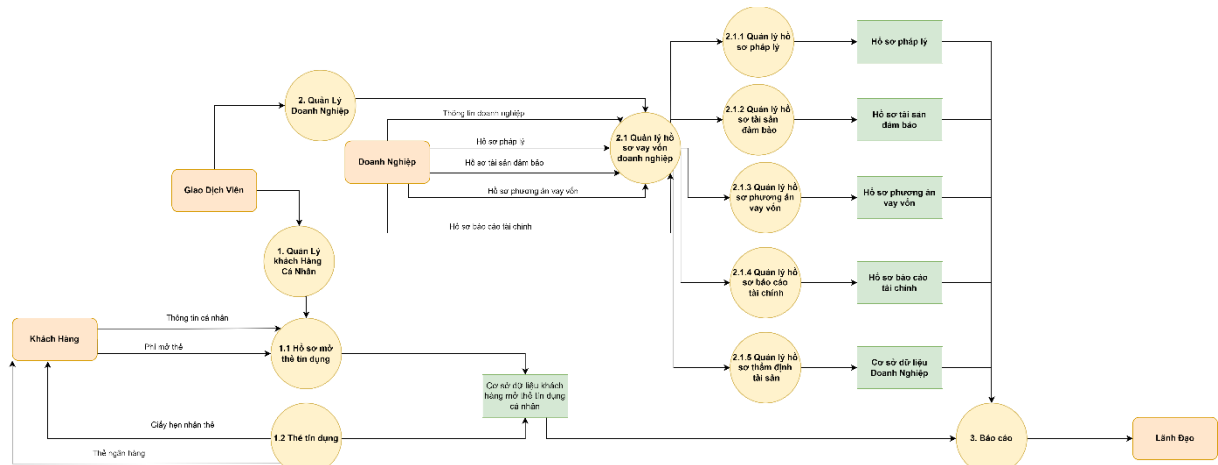 2.1.1 Quản lý hồ
sơ pháp lý
Hồ sơ pháp lý
2. Quản Lý
Doanh Nghiệp
Thông tin doanh nghiệp
2.1.2 Quản lý hồ
sơ tài sản
đảm bảo
Hồ sơ tài sản
đảm bảo
2.1 Quản lý hồ
sơ vay vốn
doanh nghiệp
Doanh Nghiệp
Hồ sơ pháp lý
Hồ sơ tài sản đảm bảo
Hồ sơ phương án vay vốn
Hồ sơ báo cáo tài chính
Giao Dịch Viên
2.1.3 Quản lý hồ
sơ phương án
vay vốn
Hồ sơ phương án
vay vốn
1. Quản Lý
khách Hàng
Cá Nhân
2.1.4 Quản lý hồ
sơ báo cáo
tài chính
Hồ sơ báo cáo
tài chính
Khách Hàng
Thông tin cá nhân
Phí mở thẻ
1.1 Hồ sơ mở
thẻ tín dụng
2.1.5 Quản lý hồ
sơ thẩm định
tài sản
Cơ sở dữ liệu
Doanh Nghiệp
Cơ sở dữ liệu khách
hàng mở thẻ tín dụng
cá nhân
Giấy hẹn nhận thẻ
1.2 Thẻ tín dụng
Thẻ ngân hàng
3. Báo cáo
Lãnh Đạo